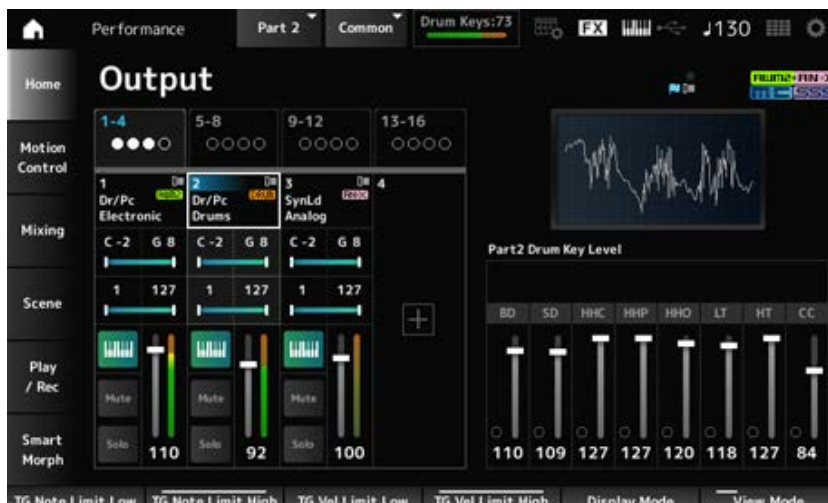 Performance Part 2 Common Drum Keys:73 FX ♩130
Home
Output
1-4 5-8 9-12 13-16
Motion
Control
1 2 3 4
Dr/Pc Dr/Pc SynLd
Electronic Drums Analog
Mixing
C -2 G 8 C -2 G 8 C -2 G 8
Part2 Drum Key Level
Scene
1 127 1 127 1 127
BD SD HHC HHP HHO LT HT CC
Play
/ Rec
Mute Mute Mute
Smart
Morph
Solo 110 Solo 92 Solo 100
110 109 127 127 120 118 127 84
TG Note Limit Low TG Note Limit High TG Vel Limit Low TG Vel Limit High Display Mode View Mode